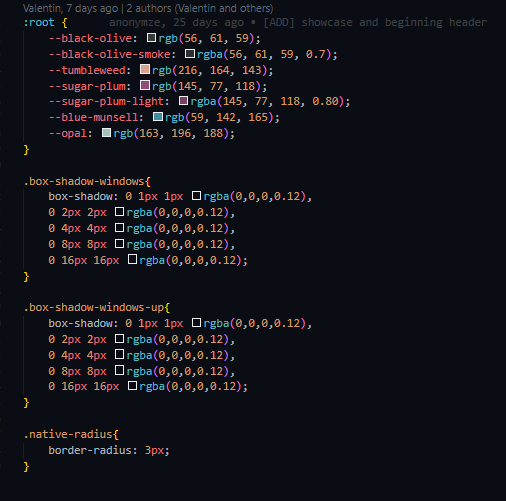 Valentin, 7 days ago | 2 authors (Valentin and others)
:root {        anonymze, 25 days ago • [ADD] showcase and beginning header
    --black-olive: rgb(56, 61, 59);
    --black-olive-smoke: rgba(56, 61, 59, 0.7);
    --tumbleweed: rgb(216, 164, 143);
    --sugar-plum: rgb(145, 77, 118);
    --sugar-plum-light: rgba(145, 77, 118, 0.80);
    --blue-munsell: rgb(59, 142, 165);
    --opal: rgb(163, 196, 188);
}

.box-shadow-windows{
    box-shadow: 0 1px 1px rgba(0,0,0,0.12),
    0 2px 2px rgba(0,0,0,0.12),
    0 4px 4px rgba(0,0,0,0.12),
    0 8px 8px rgba(0,0,0,0.12),
    0 16px 16px rgba(0,0,0,0.12);
}

.box-shadow-windows-up{
    box-shadow: 0 1px 1px rgba(0,0,0,0.12),
    0 2px 2px rgba(0,0,0,0.12),
    0 4px 4px rgba(0,0,0,0.12),
    0 8px 8px rgba(0,0,0,0.12),
    0 16px 16px rgba(0,0,0,0.12);
}

.native-radius{
    border-radius: 3px;
}